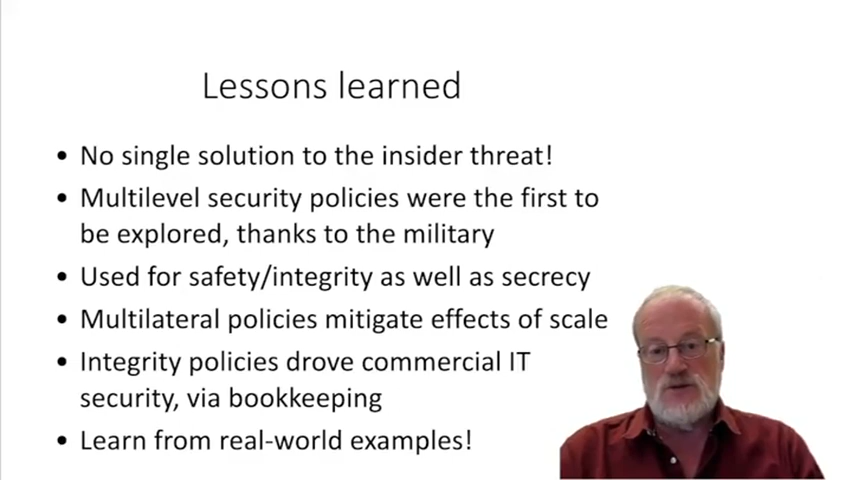 Lessons learned
• No single solution to the insider threat!
• Multilevel security policies were the first to
be explored, thanks to the military
• Used for safety/integrity as well as secrecy
• Multilateral policies mitigate effects of scale
• Integrity policies drove commercial IT
security, via bookkeeping
• Learn from real-world examples!